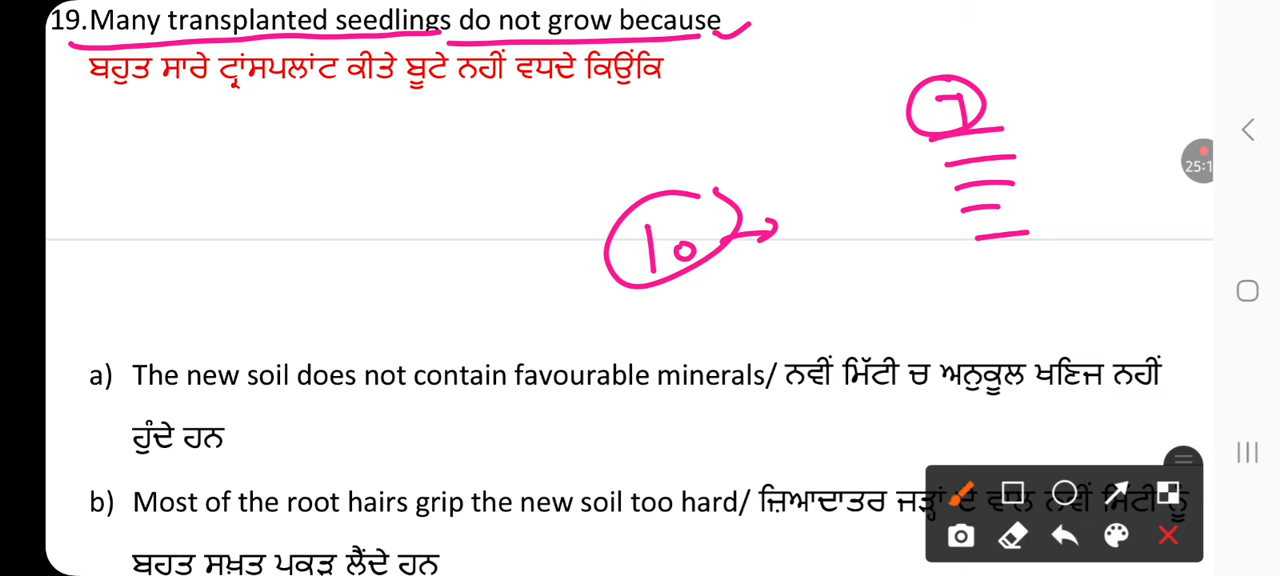 19.Many transplanted seedlings do not grow because
ਬਹੁਤ ਸਾਰੇ ਟ੍ਰਾਂਸਪਲਾਂਟ ਕੀਤੇ ਬੂਟੇ ਨਹੀਂ ਵਧਦੇ ਕਿਉਂਕਿ
7
25:1
10
a) The new soil does not contain favourable minerals/ ਨਵੀਂ ਮਿੱਟੀ ਚ ਅਨੁਕੂਲ ਖਣਿਜ ਨਹੀਂ
ਹੁੰਦੇ ਹਨ
b) Most of the root hairs grip the new soil too hard/ ਜ਼ਿਆਦਾਤਰ ਜੜ੍ਹਾਂ ਦੇ ਵਾਲ ਨਵੀਂ ਮਿੱਟੀ ਨੂੰ
ਬਹੁਤ ਸਖ਼ਤ ਪਕੜ ਲੈਂਦੇ ਹਨ